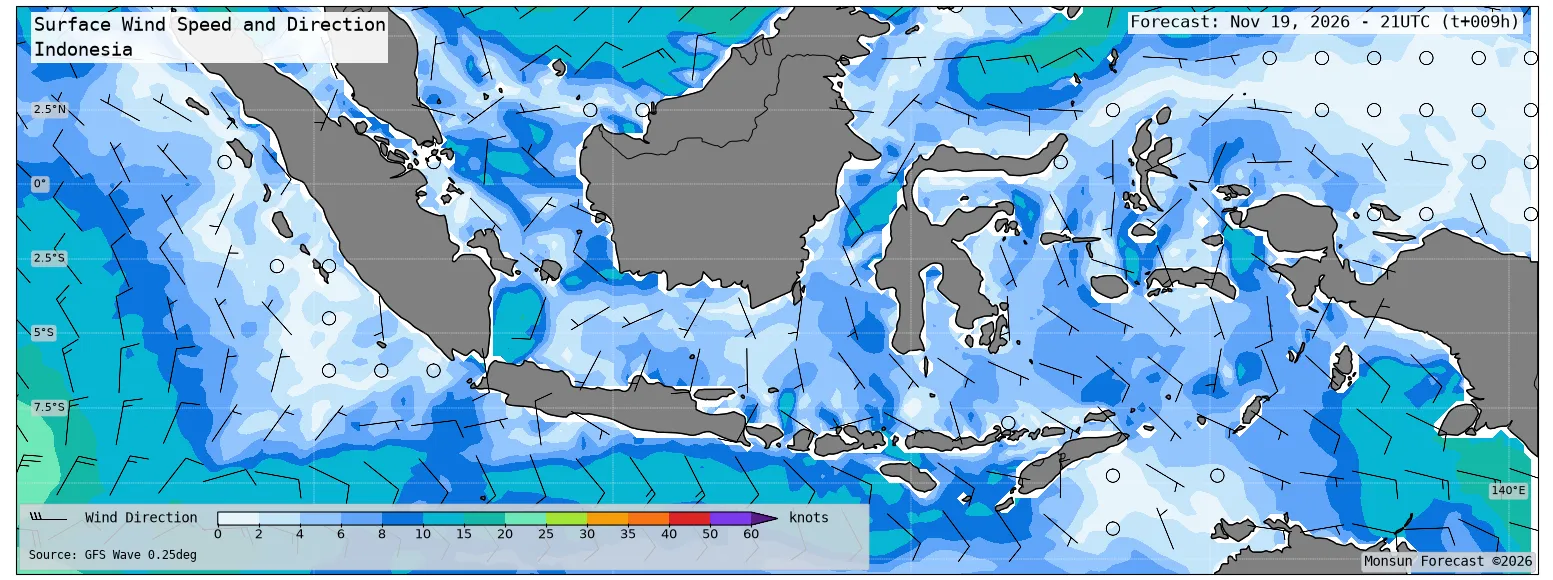 Surface Wind Speed and Direction
Indonesia
Forecast: Nov 19, 2026 - 21UTC (t+009h)
2.5°N
0°
2.5°S
5°S
7.5°S
140°E
Wind Direction
0 2 4 6 8 10 15 20 25 30 35 40 50 60
knots
Source: GFS Wave 0.25deg
Monsun Forecast ©2026